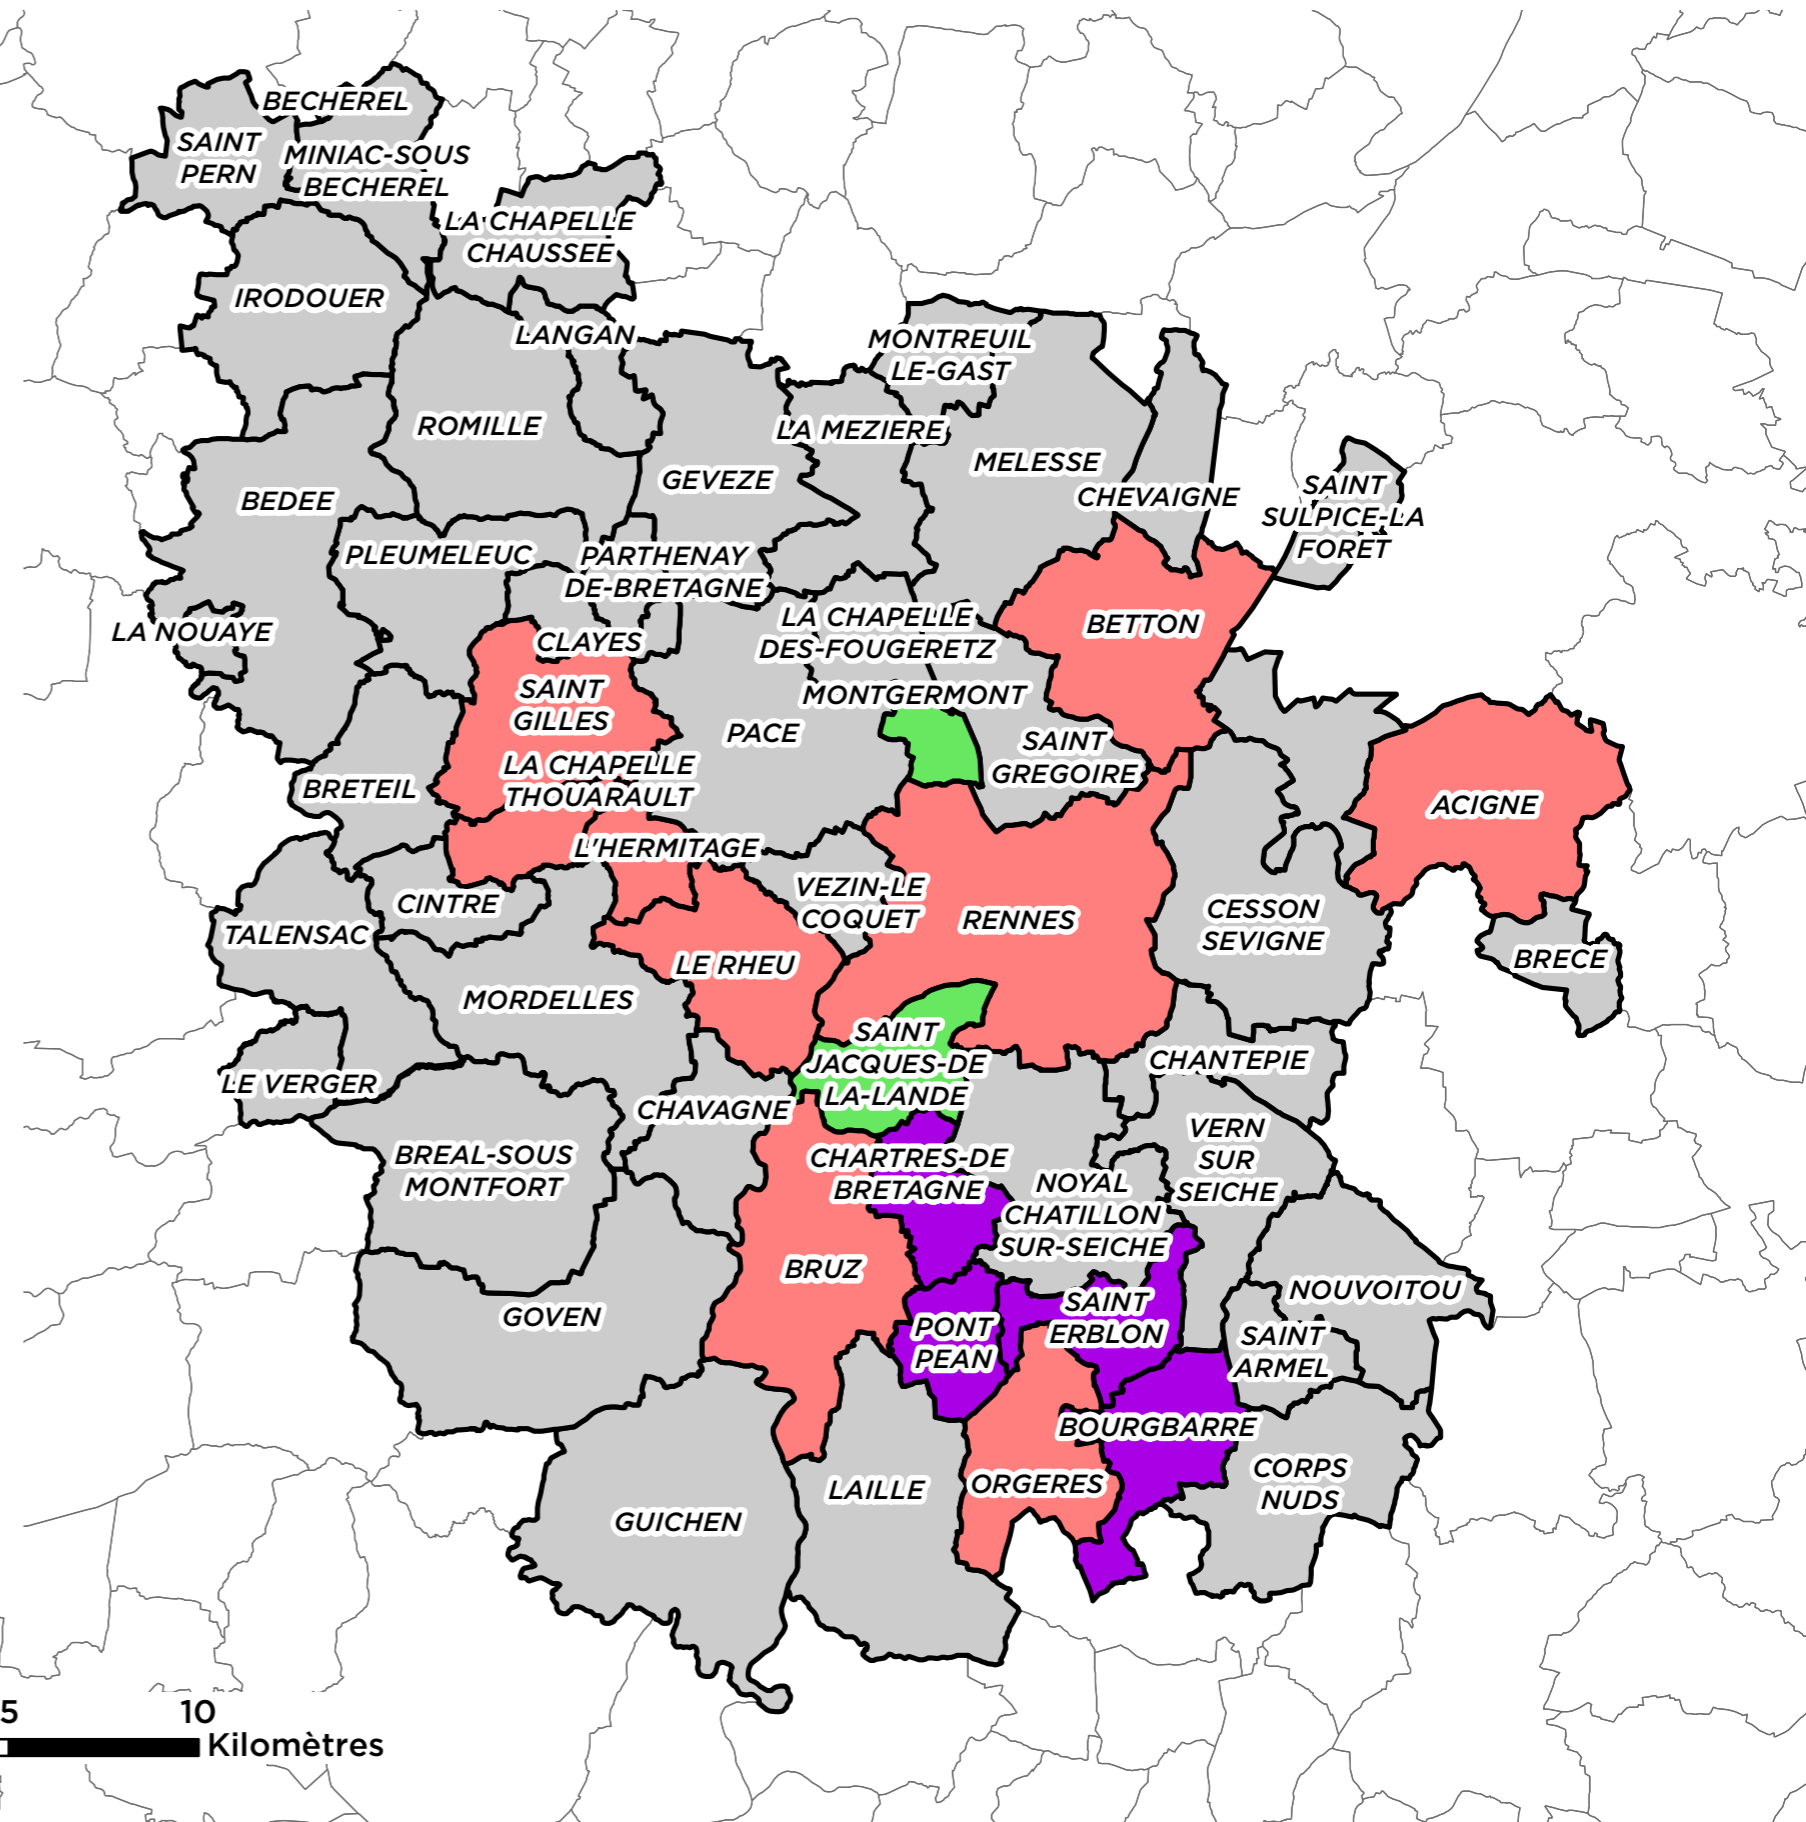 BECHEREL
SAINT
PERN
MINIAC-SOUS
BECHEREL
LA CHAPELLE
CHAUSSEE
IRODOUER
LANGAN
MONTREUIL
LE-GAST
ROMILLE
LA MEZIERE
GEVEZE
MELESSE
CHEVAIGNE
SAINT
SULPICE-LA
FORET
BEDEE
PLEUMELEUC
PARTHENAY
DE-BRETAGNE
LA NOUAYE
CLAYES
LA CHAPELLE
DES-FOUGERETZ
BETTON
SAINT
GILLES
MONTGERMONT
PACE
SAINT
GREGOIRE
LA CHAPELLE
THOUARAULT
BRETEIL
ACIGNE
L'HERMITAGE
CINTRE
VEZIN-LE
COQUET
RENNES
CESSON
SEVIGNE
TALENSAC
LE RHEU
BRECE
MORDELLES
SAINT
JACQUES-DE
LA-LANDE
CHANTEPIE
LE VERGER
CHAVAGNE
BREAL-SOUS
MONTFORT
CHARTRES-DE
BRETAGNE
VERN
SUR
SEICHE
NOYAL
CHATILLON
SUR-SEICHE
BRUZ
GOVEN
NOUVOITOU
SAINT
ERBLON
PONT
PEAN
SAINT
ARMEL
BOURGBARRE
ORGERES
LAILLE
CORPS
NUDS
GUICHEN
5 10
Kilomètres